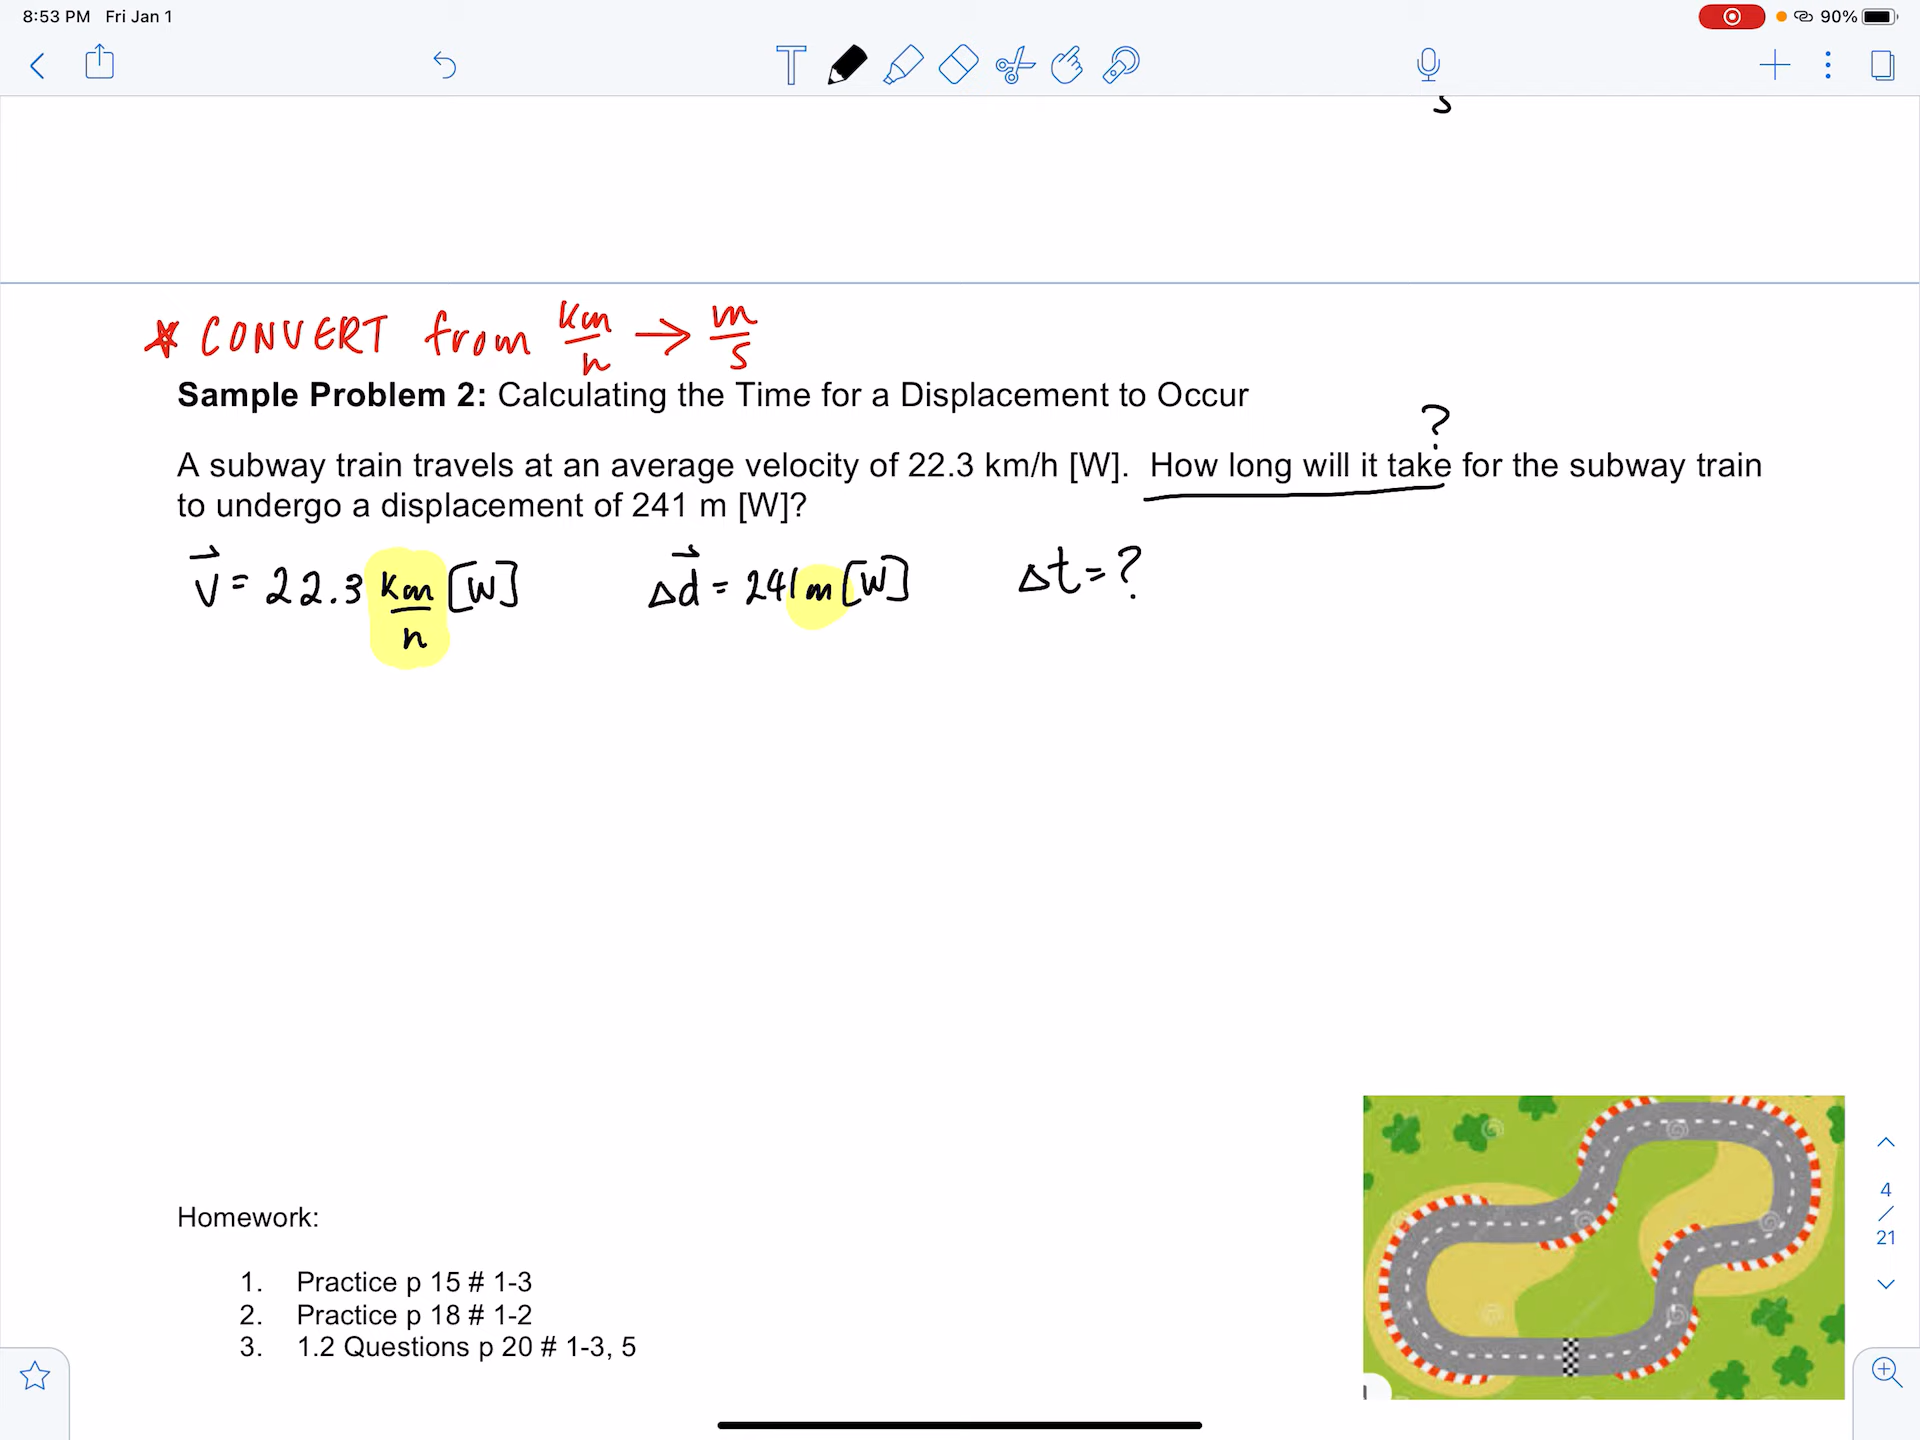 8:53 PM Fri Jan 1
90%
s
* CONVERT from km/h → m/s
Sample Problem 2: Calculating the Time for a Displacement to Occur
?
A subway train travels at an average velocity of 22.3 km/h [W]. How long will it take for the subway train
to undergo a displacement of 241 m [W]?
v⃗ = 22.3 km/h [W] Δd⃗ = 241 m [W] Δt = ?
Homework:
1. Practice p 15 # 1-3
2. Practice p 18 # 1-2
3. 1.2 Questions p 20 # 1-3, 5
4
/
21